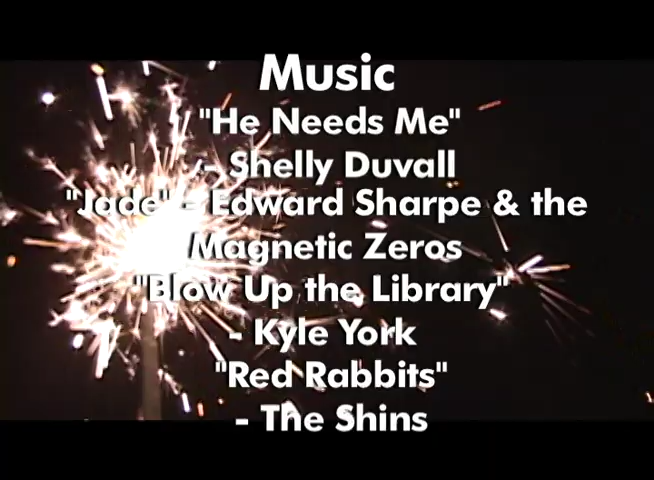 Music
"He Needs Me"
- Shelly Duvall
"Jade" - Edward Sharpe & the
Magnetic Zeros
"Blow Up the Library"
- Kyle York
"Red Rabbits"
- The Shins